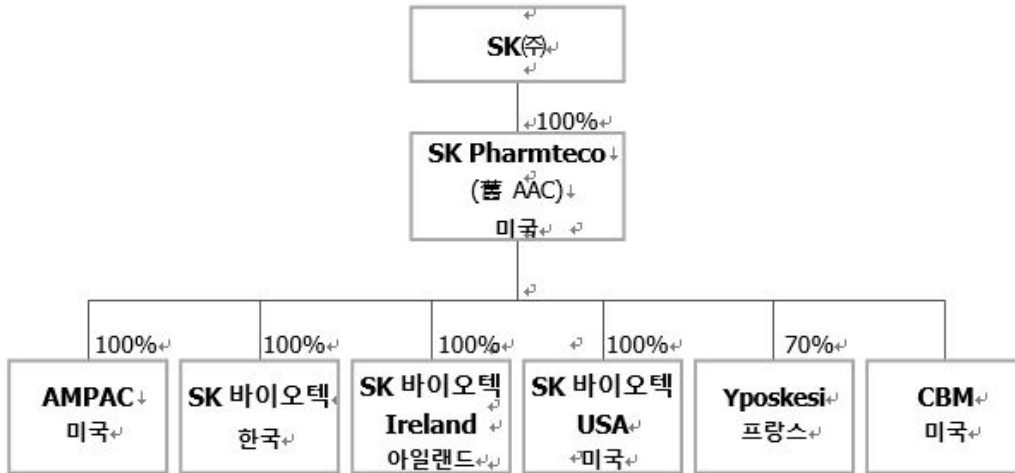 SK㈜
100%
SK Pharmteco
(舊 AAC)
미국
100%
100%
100%
100%
70%
AMPAC
미국
SK 바이오텍
한국
SK 바이오텍
Ireland
아일랜드
SK 바이오텍
USA
미국
Yposkesi
프랑스
CBM
미국